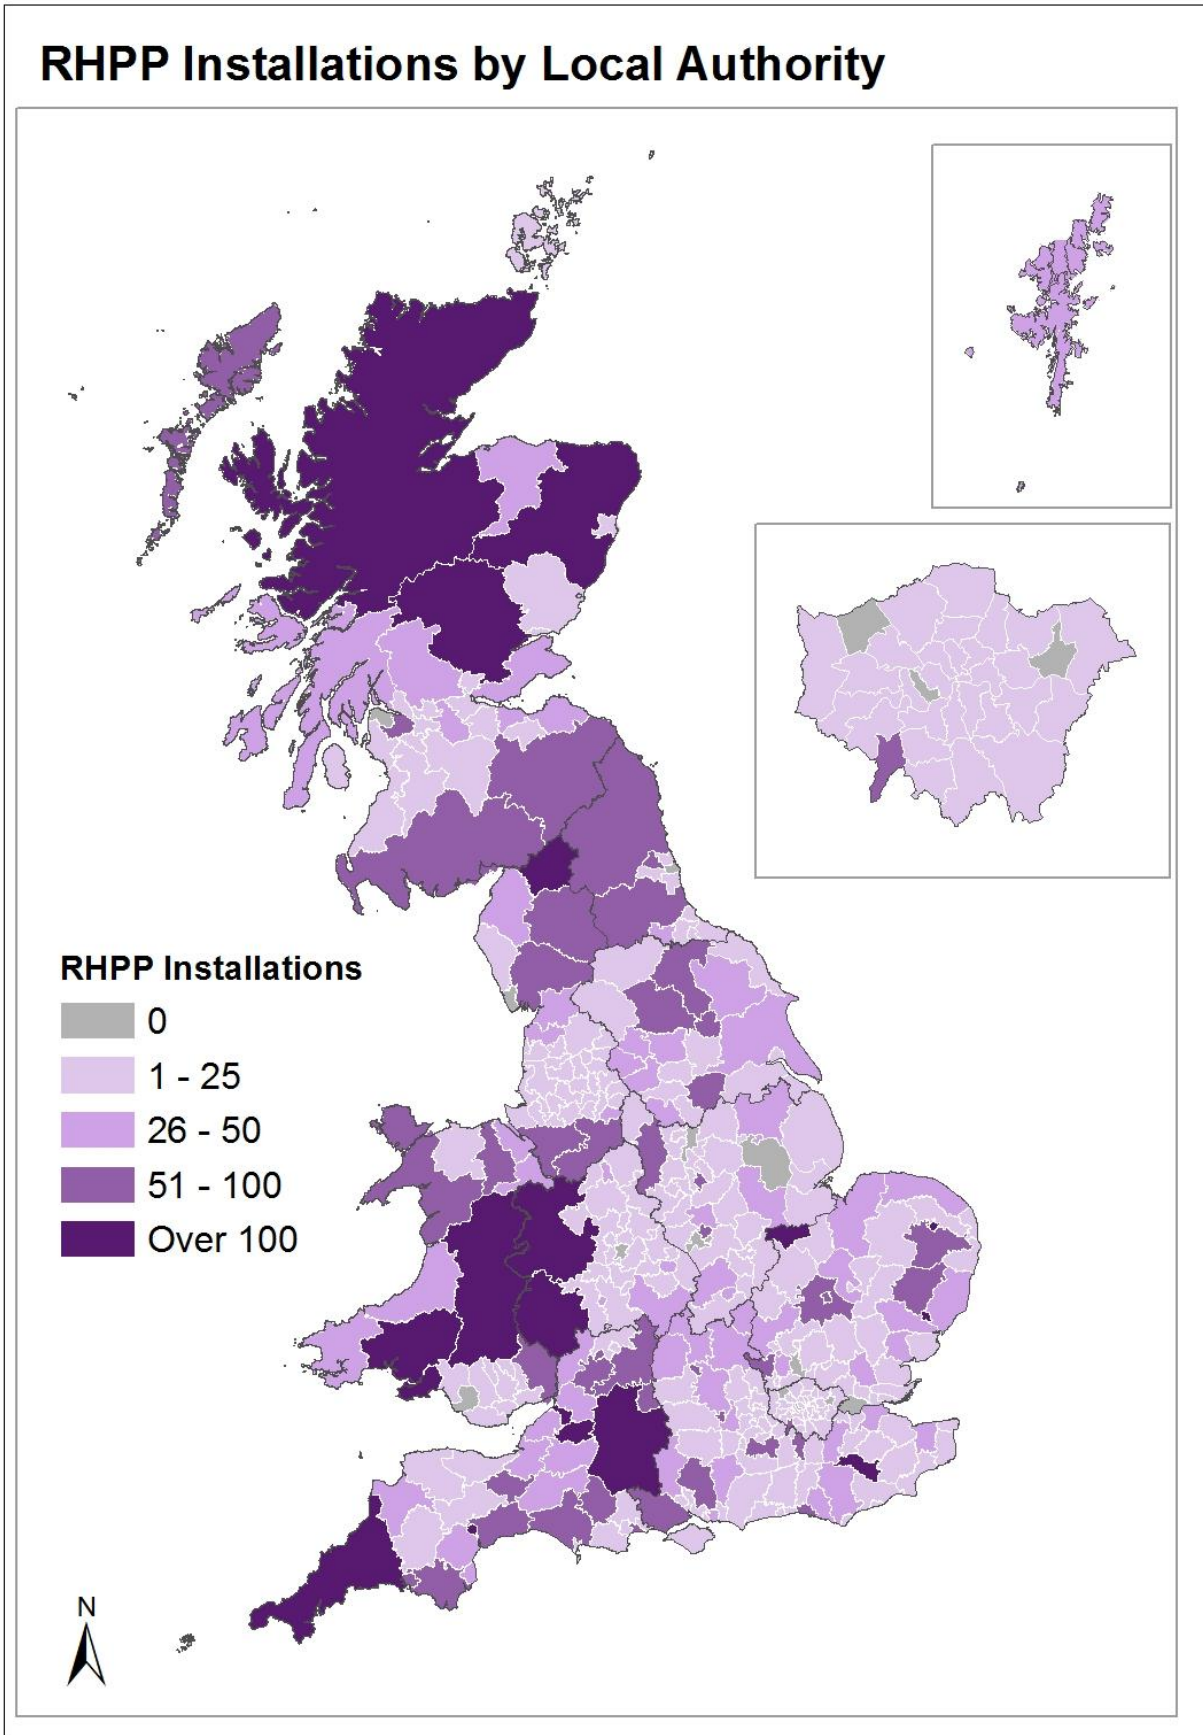 RHPP Installations by Local Authority
RHPP Installations
0
1 - 25
26 - 50
51 - 100
Over 100
N